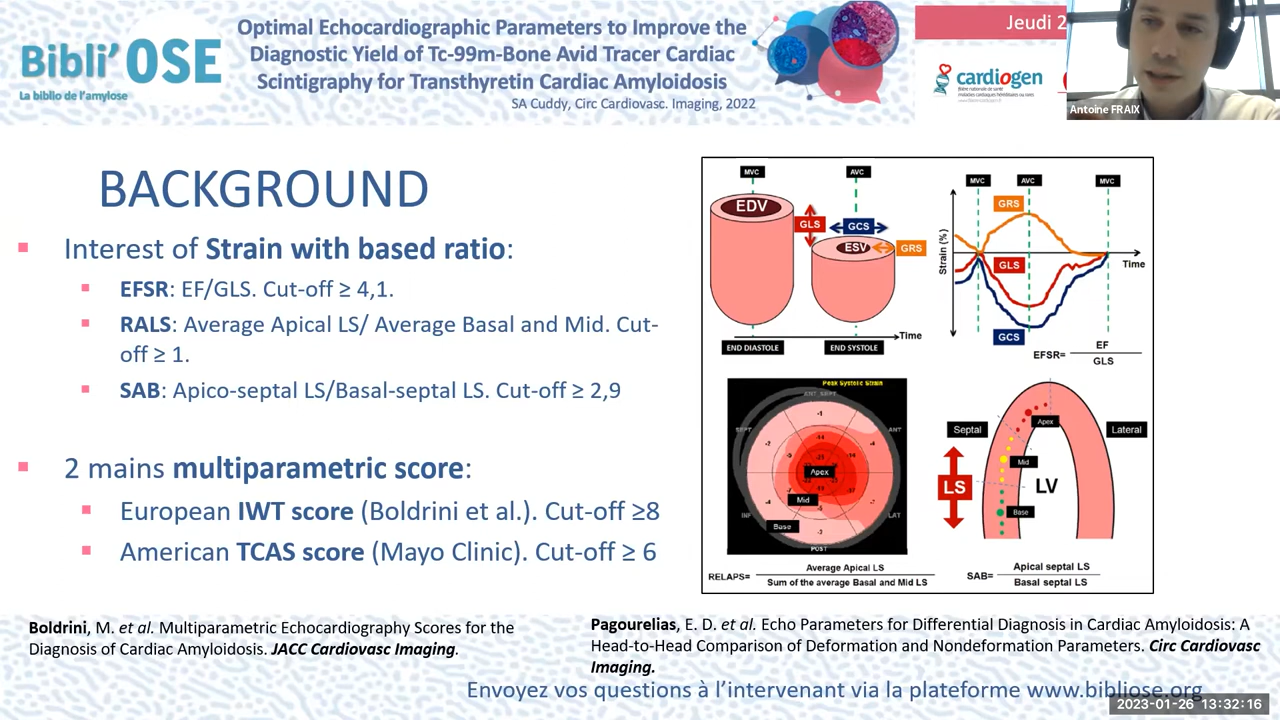 Bibli'OSE
La biblio de l'amylose
Optimal Echocardiographic Parameters to Improve the
Diagnostic Yield of Tc-99m-Bone Avid Tracer Cardiac
Scintigraphy for Transthyretin Cardiac Amyloidosis
SA Cuddy, Circ Cardiovasc. Imaging, 2022
Jeudi 2
cardiogen
Antoine FRAIX
BACKGROUND
Interest of Strain with based ratio:
EFSR: EF/GLS. Cut-off ≥ 4,1.
RALS: Average Apical LS/ Average Basal and Mid. Cut-
off ≥ 1.
SAB: Apico-septal LS/Basal-septal LS. Cut-off ≥ 2,9
2 mains multiparametric score:
European IWT score (Boldrini et al.). Cut-off ≥8
American TCAS score (Mayo Clinic). Cut-off ≥ 6
MVC
AVC
EDV
GLS
GCS
ESV
GRS
Time
END DIASTOLE
END SYSTOLE
MVC
AVC
MVC
GRS
Strain (%)
GLS
Time
GCS
EFSR=
EF
GLS
Peak Systolic Strain
ANT_SEPT
SEPT
ANT
Apex
Mid
Base
INF
LAT
POST
RELAPS=
Average Apical LS
Sum of the average Basal and Mid LS
Septal
Apex
Lateral
Mid
LS
LV
Base
SAB=
Apical septal LS
Basal septal LS
Boldrini, M. et al. Multiparametric Echocardiography Scores for the
Diagnosis of Cardiac Amyloidosis. JACC Cardiovasc Imaging.
Pagourelias, E. D. et al. Echo Parameters for Differential Diagnosis in Cardiac Amyloidosis: A
Head-to-Head Comparison of Deformation and Nondeformation Parameters. Circ Cardiovasc
Imaging.
Envoyez vos questions à l'intervenant via la plateforme www.bibliose.org
2023-01-26 13:32:16